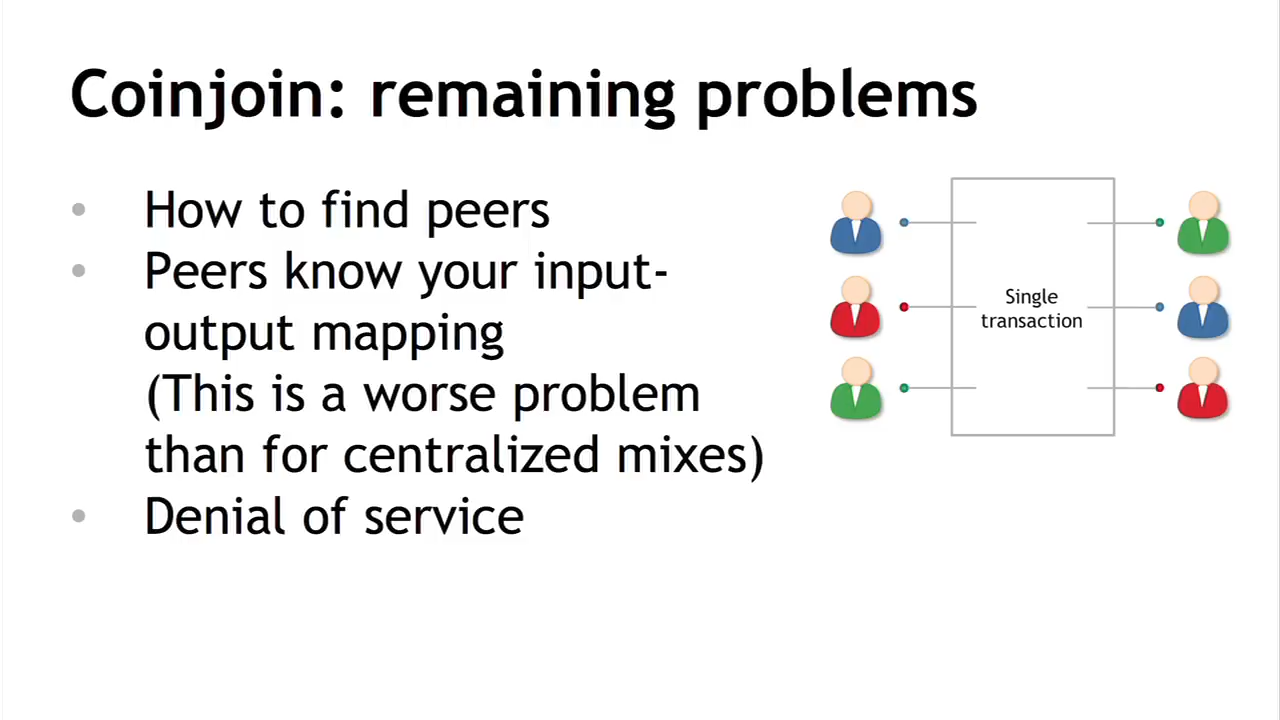 Coinjoin: remaining problems
• How to find peers
• Peers know your input-
output mapping
(This is a worse problem
than for centralized mixes)
• Denial of service
Single
transaction